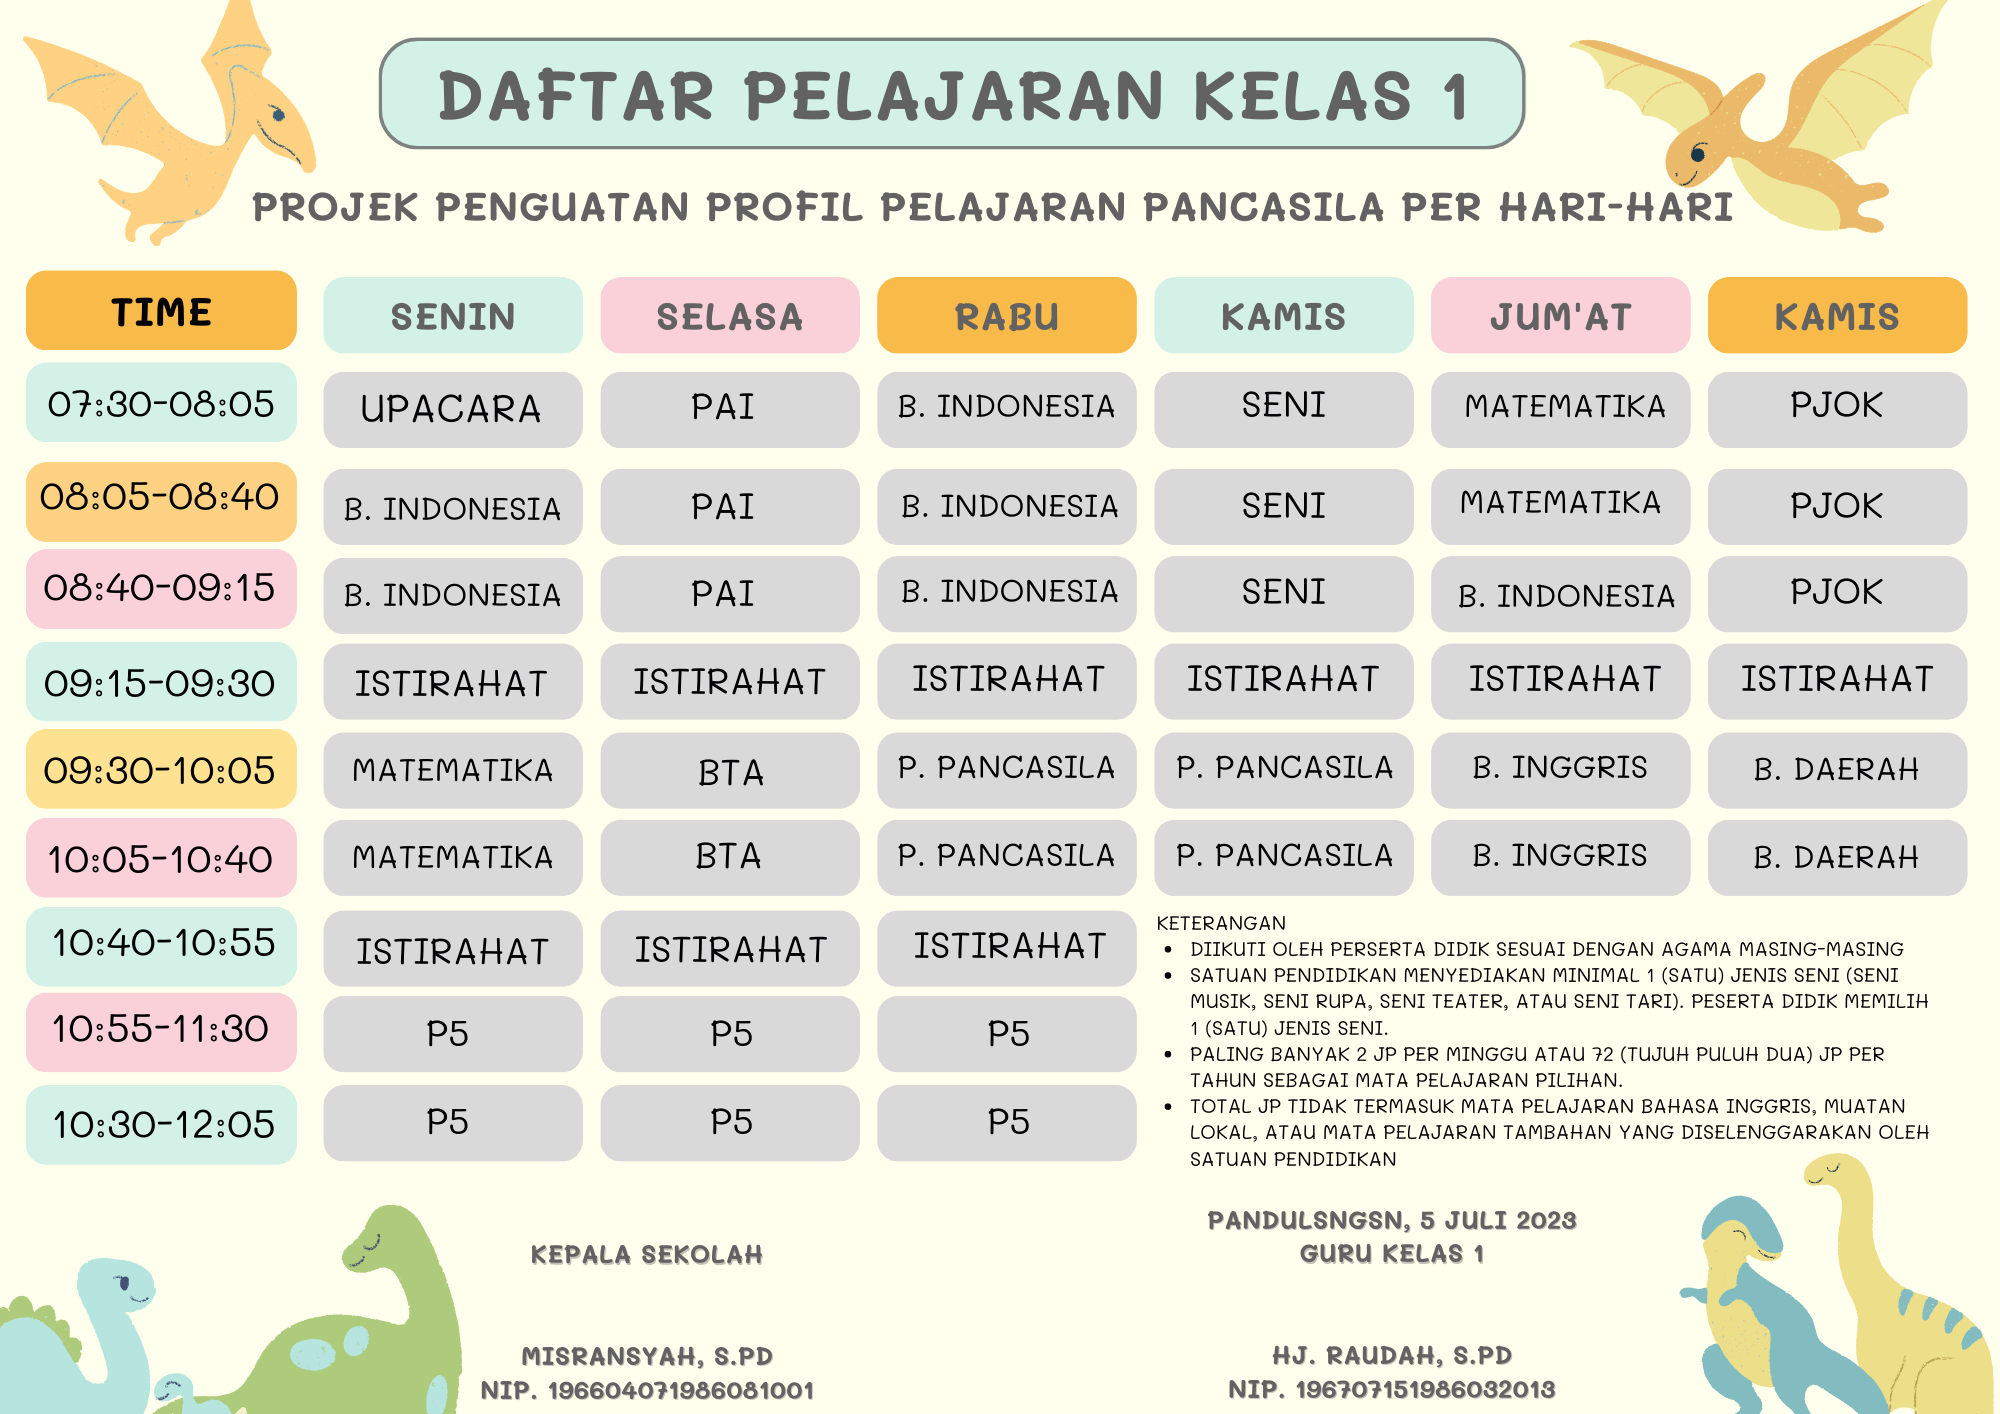 DAFTAR PELAJARAN KELAS 1
PROJEK PENGUATAN PROFIL PELAJARAN PANCASILA PER HARI-HARI
TIME SENIN SELASA RABU KAMIS JUM'AT KAMIS
07:30-08:05 UPACARA PAI B. INDONESIA SENI MATEMATIKA PJOK
08:05-08:40 B. INDONESIA PAI B. INDONESIA SENI MATEMATIKA PJOK
08:40-09:15 B. INDONESIA PAI B. INDONESIA SENI B. INDONESIA PJOK
09:15-09:30 ISTIRAHAT ISTIRAHAT ISTIRAHAT ISTIRAHAT ISTIRAHAT ISTIRAHAT
09:30-10:05 MATEMATIKA BTA P. PANCASILA P. PANCASILA B. INGGRIS B. DAERAH
10:05-10:40 MATEMATIKA BTA P. PANCASILA P. PANCASILA B. INGGRIS B. DAERAH
10:40-10:55 ISTIRAHAT ISTIRAHAT ISTIRAHAT
10:55-11:30 P5 P5 P5
10:30-12:05 P5 P5 P5
KETERANGAN
• DIIKUTI OLEH PERSERTA DIDIK SESUAI DENGAN AGAMA MASING-MASING
• SATUAN PENDIDIKAN MENYEDIAKAN MINIMAL 1 (SATU) JENIS SENI (SENI
MUSIK, SENI RUPA, SENI TEATER, ATAU SENI TARI). PESERTA DIDIK MEMILIH
1 (SATU) JENIS SENI.
• PALING BANYAK 2 JP PER MINGGU ATAU 72 (TUJUH PULUH DUA) JP PER
TAHUN SEBAGAI MATA PELAJARAN PILIHAN.
• TOTAL JP TIDAK TERMASUK MATA PELAJARAN BAHASA INGGRIS, MUATAN
LOKAL, ATAU MATA PELAJARAN TAMBAHAN YANG DISELENGGARAKAN OLEH
SATUAN PENDIDIKAN
KEPALA SEKOLAH
MISRANSYAH, S.PD
NIP. 196604071986081001
PANDULSNGSN, 5 JULI 2023
GURU KELAS 1
HJ. RAUDAH, S.PD
NIP. 196707151986032013